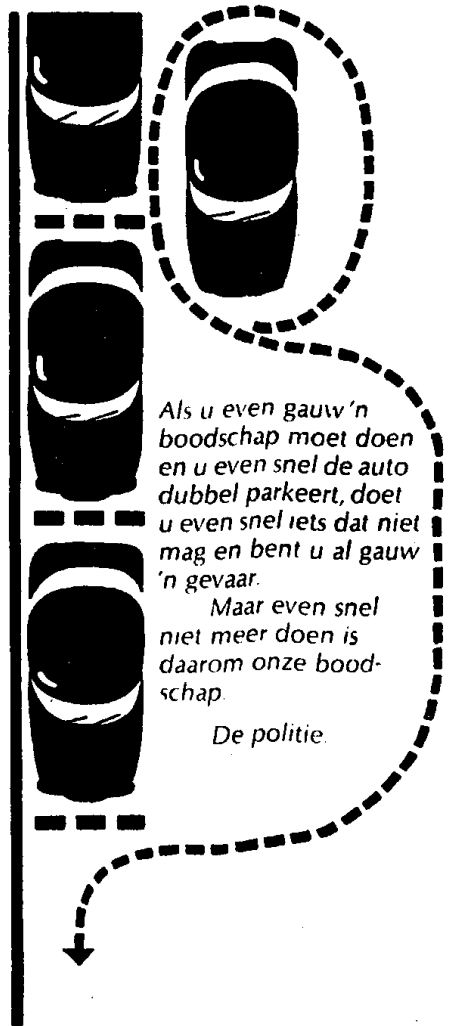 Als u even gauw 'n
boodschap moet doen
en u even snel de auto
dubbel parkeert, doet
u even snel iets dat niet
mag en bent u al gauw
'n gevaar.
Maar even snel
niet meer doen is
daarom onze bood-
schap.
De politie.